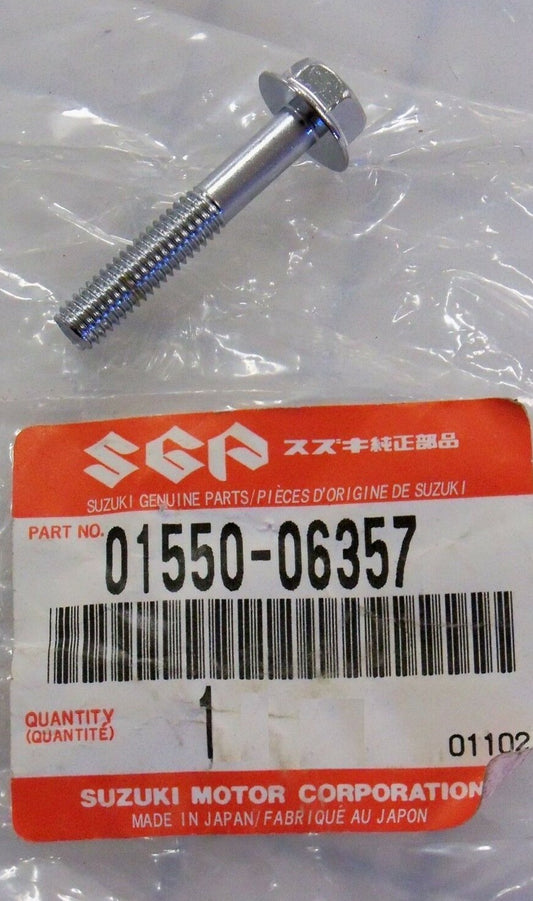 SGP スズキ純正部品
SUZUKI GENUINE PARTS/PIÈCES D'ORIGINE DE SUZUKI
PART NO. 01550-06357
QUANTITY 1
(QUANTITÉ)
01102
SUZUKI MOTOR CORPORATION
MADE IN JAPAN/FABRIQUÉ AU JAPON